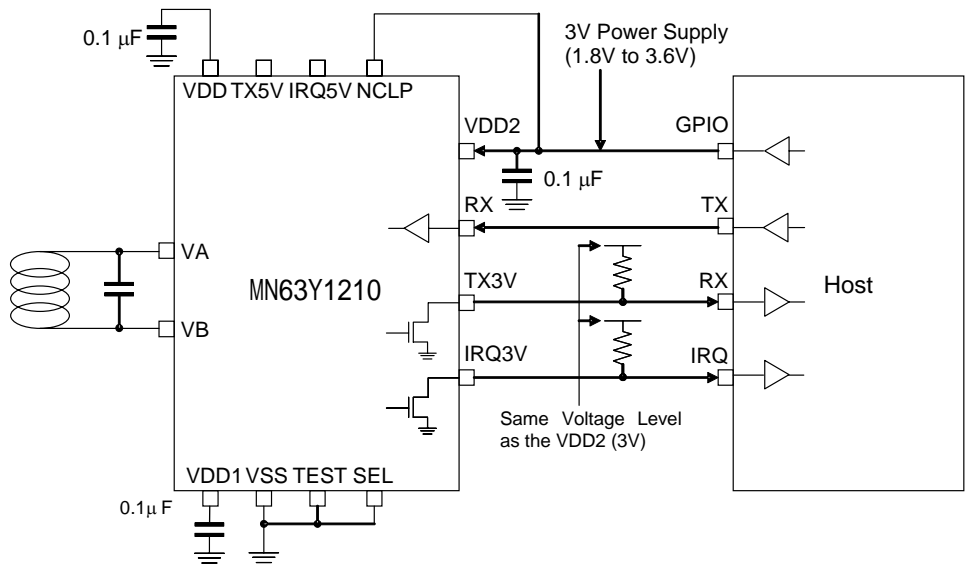 0.1 μF
3V Power Supply
(1.8V to 3.6V)
VDD TX5V IRQ5V NCLP
VDD2
GPIO
0.1 μF
RX
TX
VA
MN63Y1210
TX3V
RX
Host
VB
IRQ3V
IRQ
Same Voltage Level
as the VDD2 (3V)
VDD1 VSS TEST SEL
0.1μ F